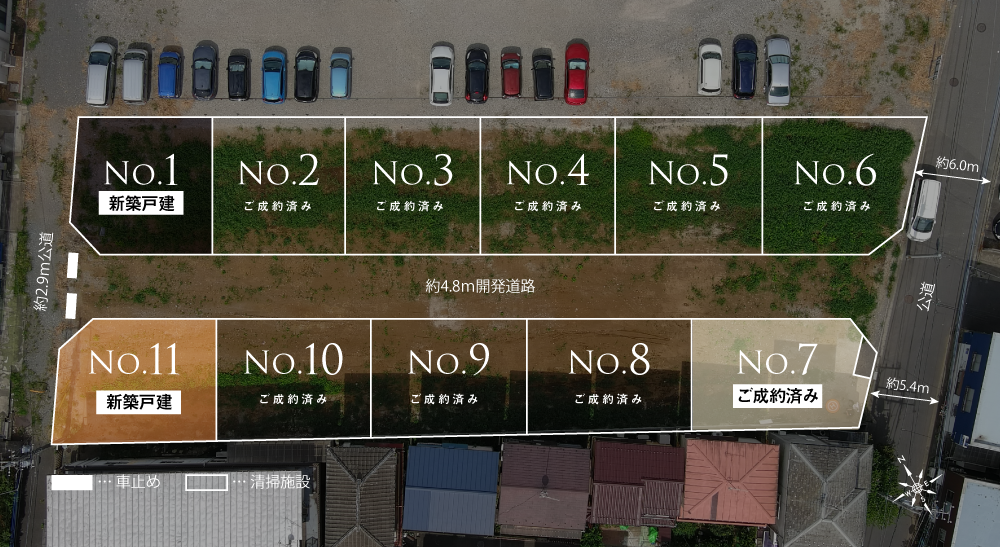 No.1
新築戸建
No.2
ご成約済み
No.3
ご成約済み
No.4
ご成約済み
No.5
ご成約済み
No.6
ご成約済み
約6.0m
約2.9m公道
約4.8m開発道路
公道
No.11
新築戸建
No.10
ご成約済み
No.9
ご成約済み
No.8
ご成約済み
No.7
ご成約済み
約5.4m
… 車止め
… 清掃施設
N